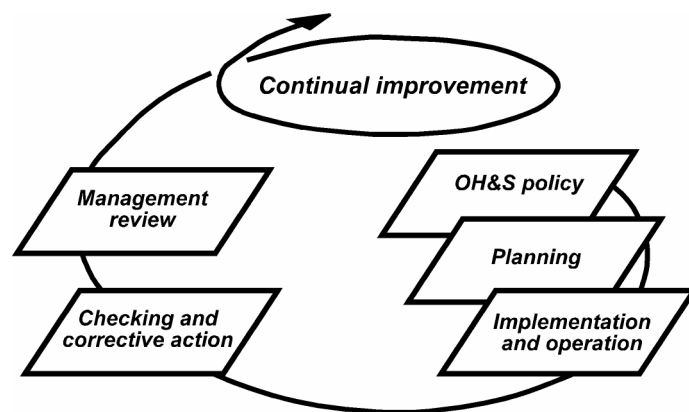 Continual improvement
OH&S policy
Management
review
Planning
Checking and
corrective action
Implementation
and operation